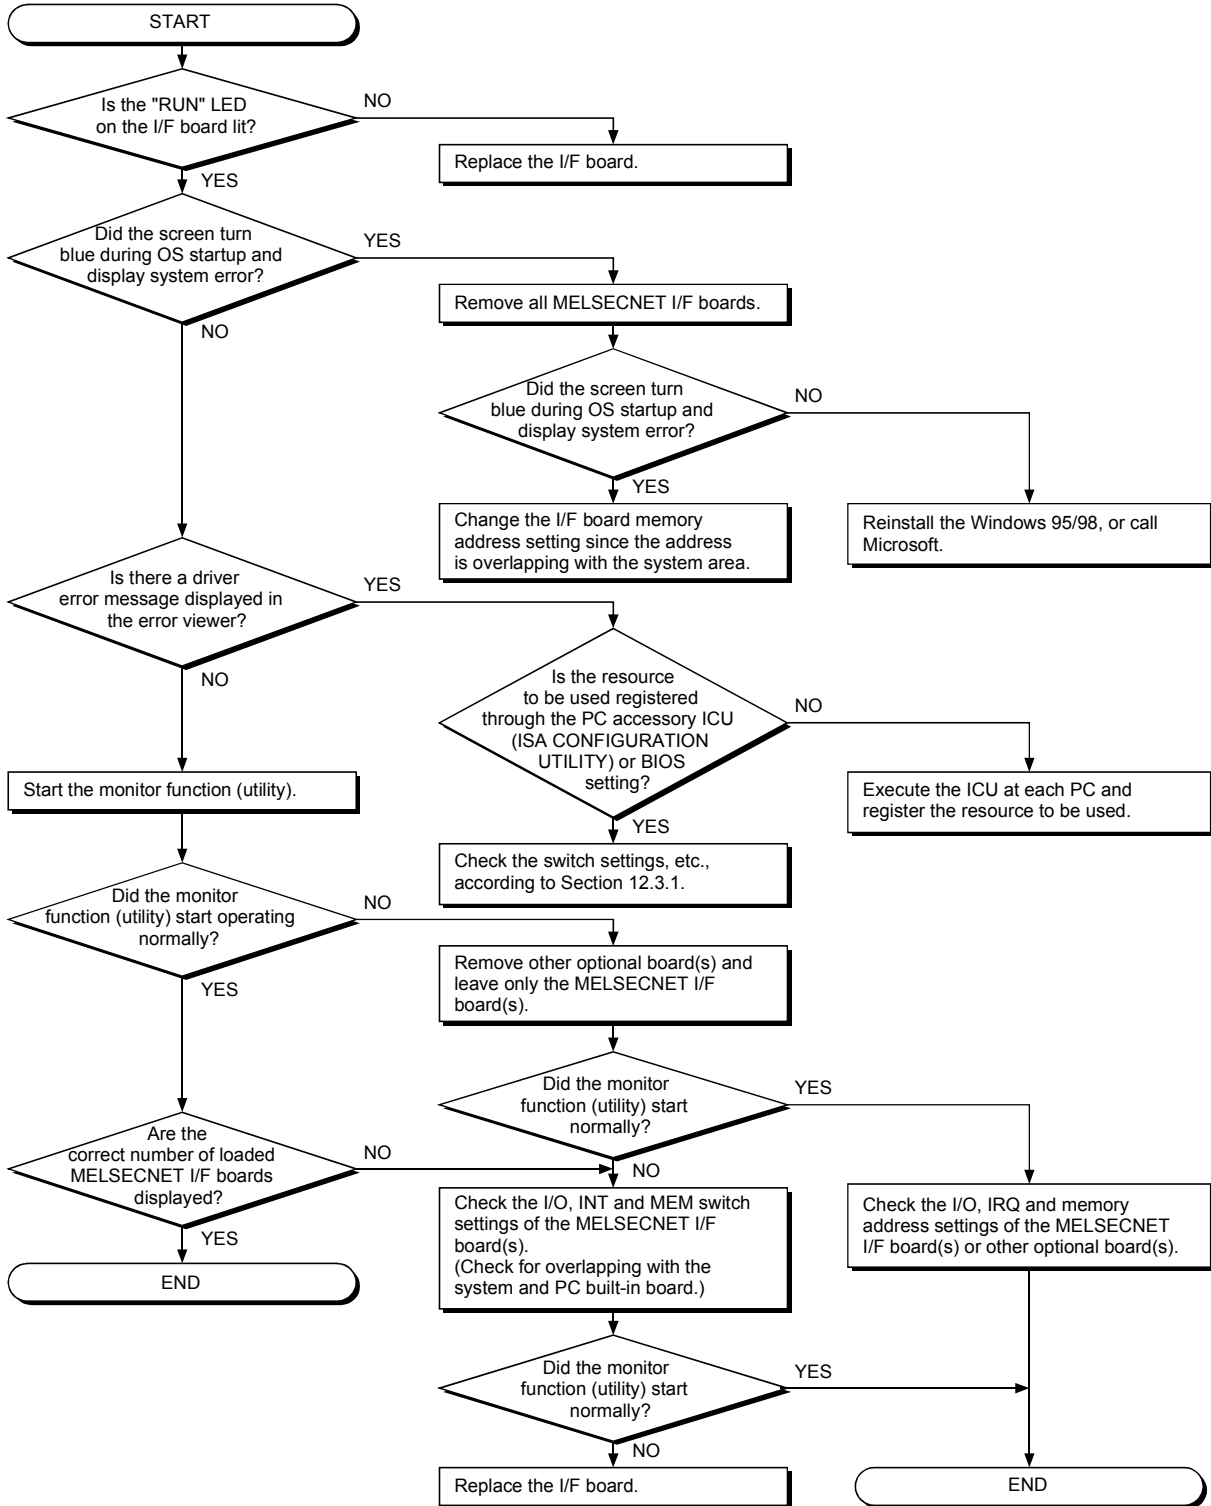 START
Is the "RUN" LED
on the I/F board lit?
NO
Replace the I/F board.
YES
Did the screen turn
blue during OS startup and
display system error?
YES
Remove all MELSECNET I/F boards.
NO
Did the screen turn
blue during OS startup and
display system error?
NO
YES
Change the I/F board memory
address setting since the address
is overlapping with the system area.
Reinstall the Windows 95/98, or call
Microsoft.
Is there a driver
error message displayed in
the error viewer?
YES
NO
Is the resource
to be used registered
through the PC accessory ICU
(ISA CONFIGURATION
UTILITY) or BIOS
setting?
NO
Execute the ICU at each PC and
register the resource to be used.
YES
Check the switch settings, etc.,
according to Section 12.3.1.
Start the monitor function (utility).
Did the monitor
function (utility) start operating
normally?
NO
Remove other optional board(s) and
leave only the MELSECNET I/F
board(s).
YES
Did the monitor
function (utility) start
normally?
YES
NO
Are the
correct number of loaded
MELSECNET I/F boards
displayed?
NO
YES
END
Check the I/O, INT and MEM switch
settings of the MELSECNET I/F
board(s).
(Check for overlapping with the
system and PC built-in board.)
Check the I/O, IRQ and memory
address settings of the MELSECNET
I/F board(s) or other optional board(s).
Did the monitor
function (utility) start
normally?
YES
NO
Replace the I/F board.
END